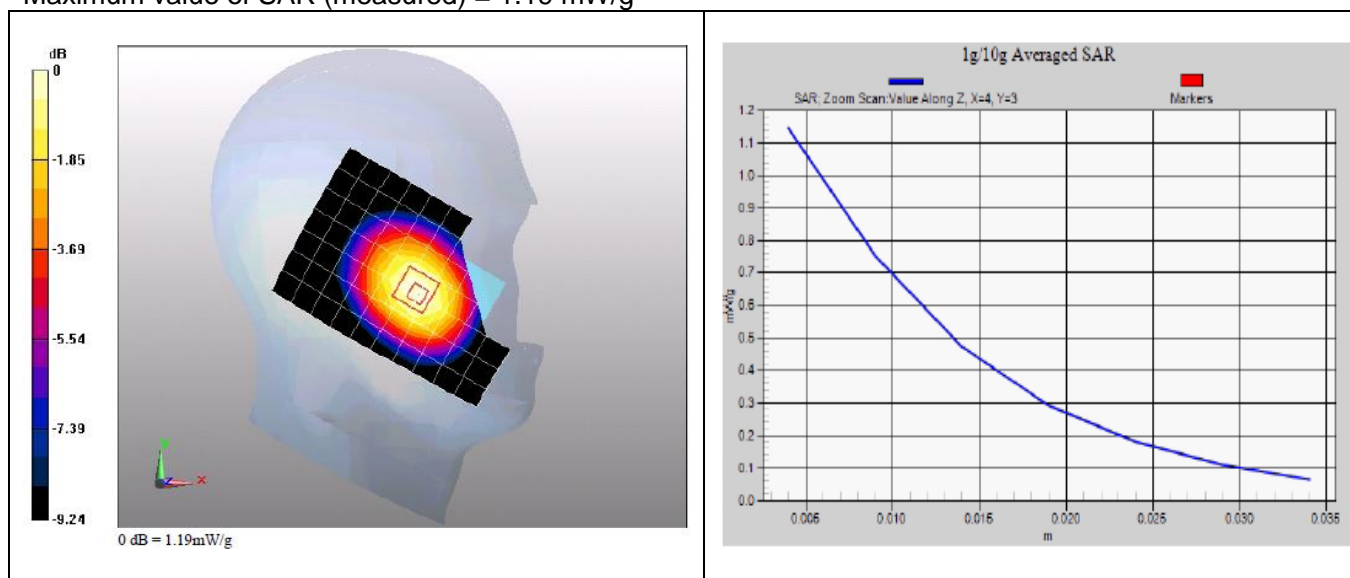 Maximum value of SAR (measured) = mW/g
dB
0
-1.85
-3.69
-5.54
-7.39
-9.24
Y
Z
X
0 dB = 1.19mW/g
1g/10g Averaged SAR
SAR; Zoom Scan:Value Along Z, X=4, Y=3
Markers
1.2
1.1
1.0
0.9
0.8
0.7
0.6
0.5
0.4
0.3
0.2
0.1
0.0
mW/g
0.005 0.010 0.015 0.020 0.025 0.030 0.035
m